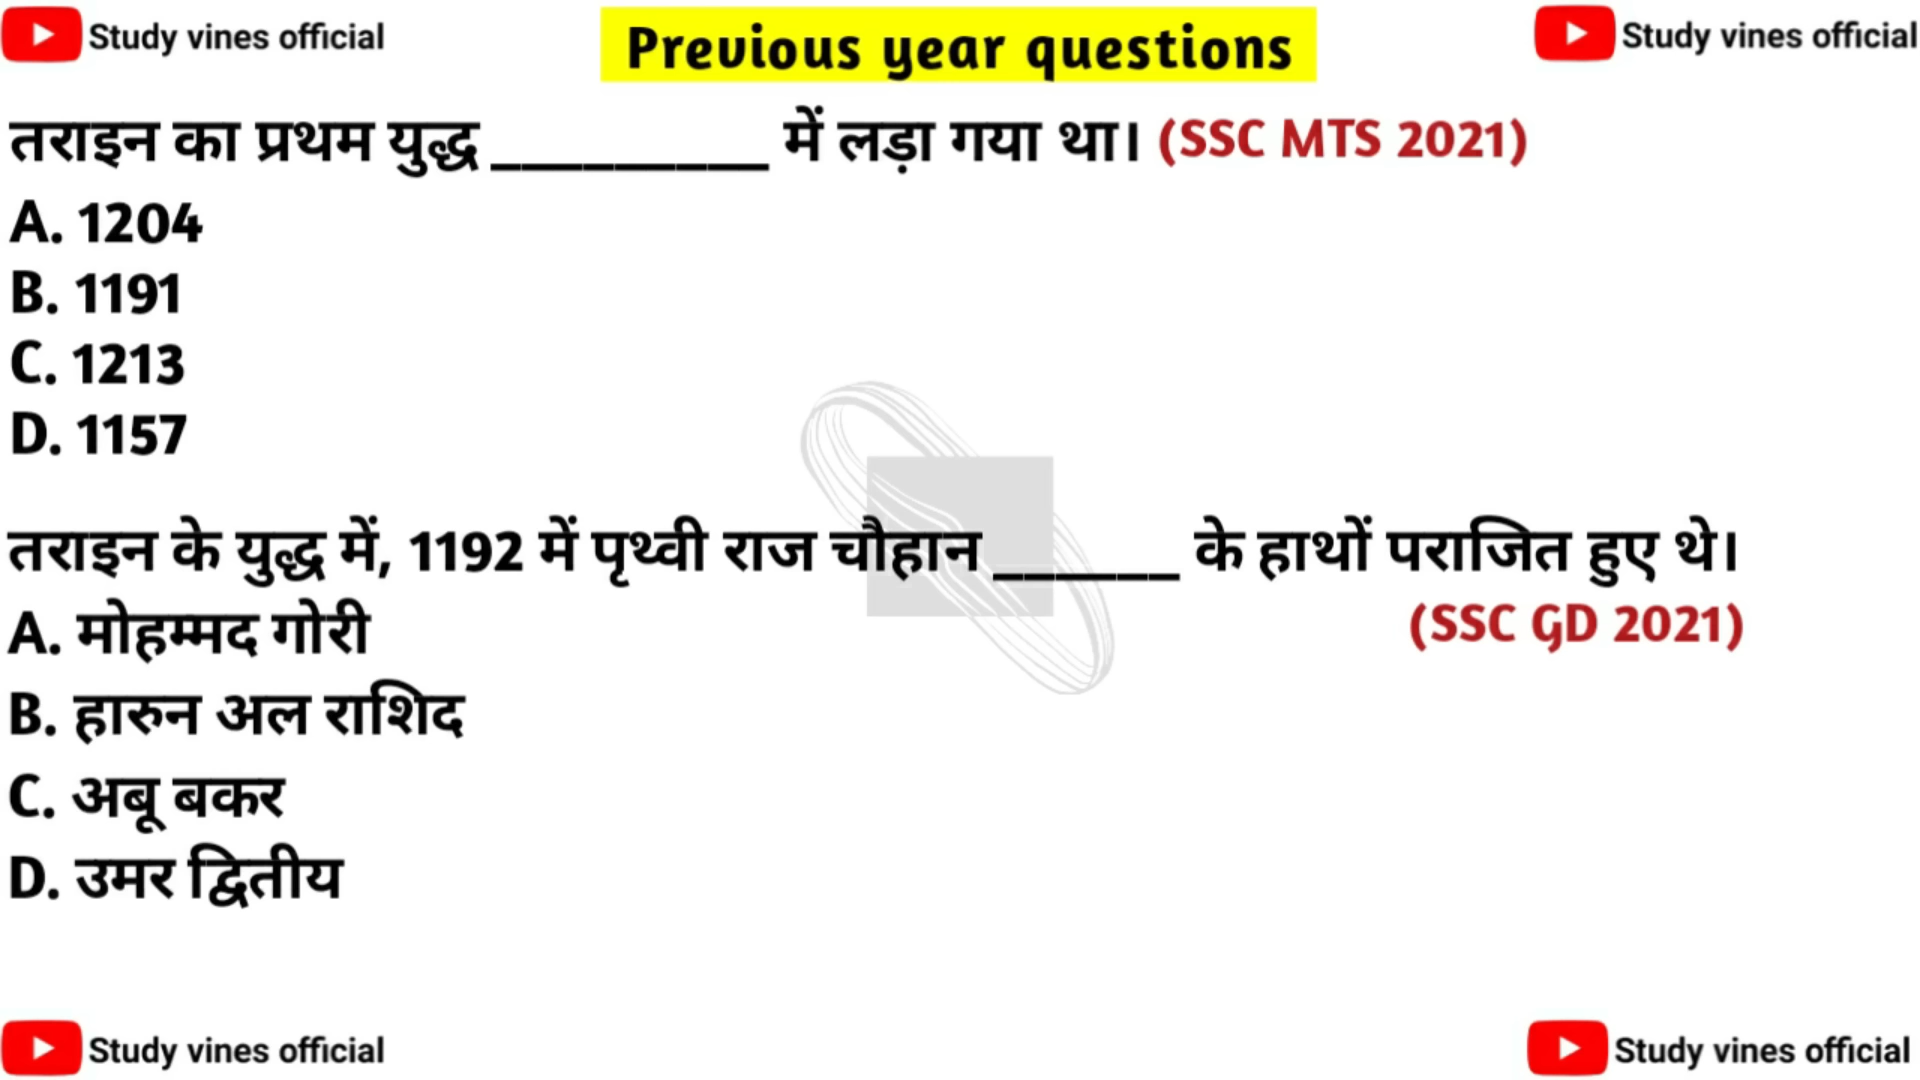 Study vines official
Previous year questions
Study vines official
तराइन का प्रथम युद्ध _________ में लड़ा गया था। (SSC MTS 2021)
A. 1204
B. 1191
C. 1213
D. 1157
तराइन के युद्ध में, 1192 में पृथ्वी राज चौहान ______ के हाथों पराजित हुए थे।
(SSC GD 2021)
A. मोहम्मद गोरी
B. हारुन अल राशिद
C. अबू बकर
D. उमर द्वितीय
Study vines official
Study vines official